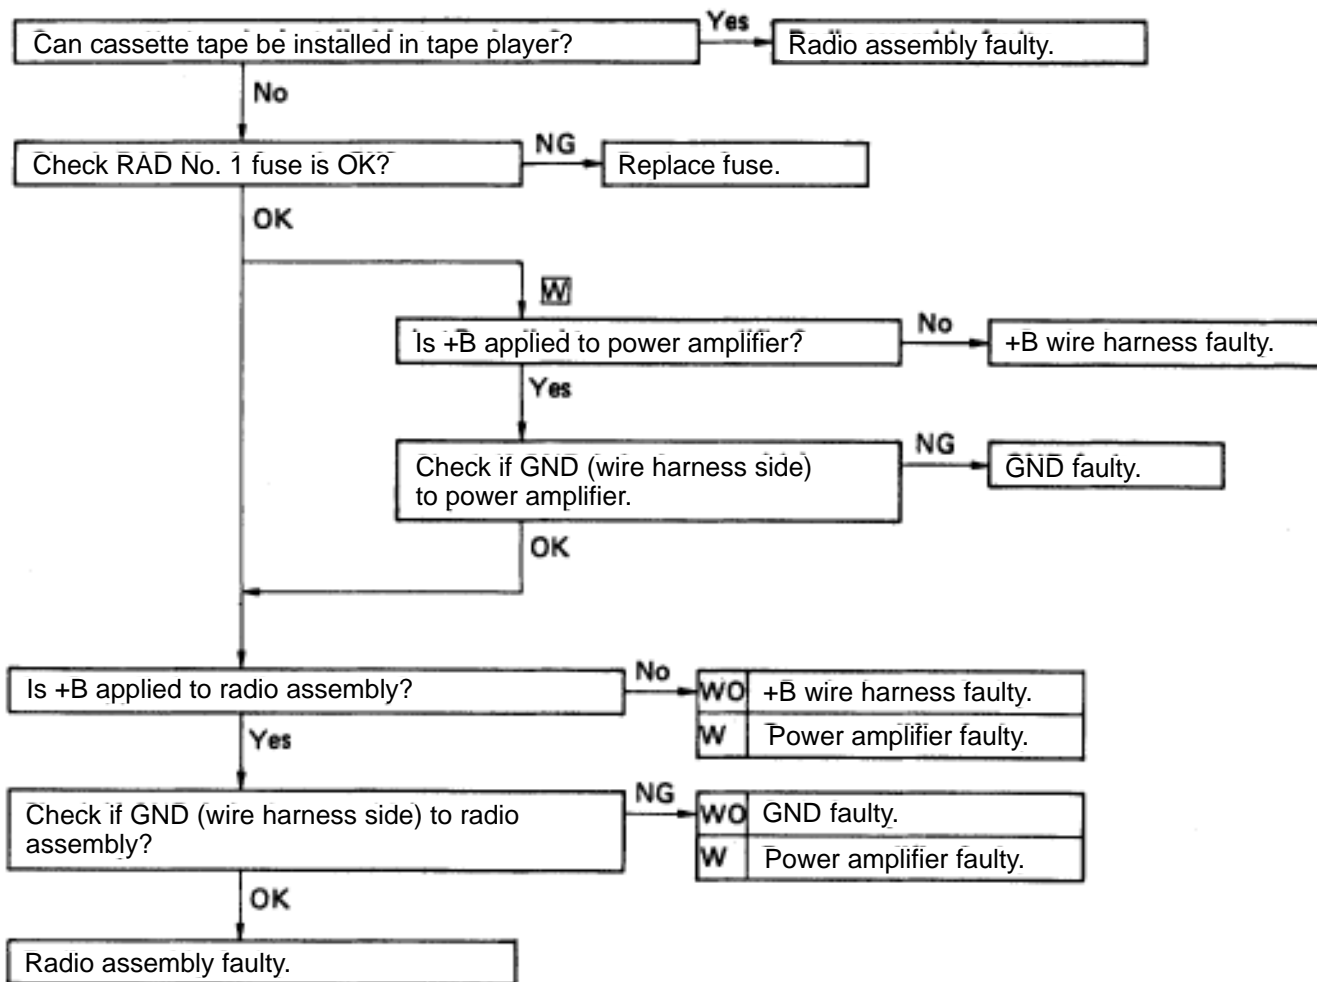 Can cassette tape be installed in tape player?
Yes
Radio assembly faulty.
No
Check RAD No. 1 fuse is OK?
NG
Replace fuse.
OK
W
Is +B applied to power amplifier?
No
+B wire harness faulty.
Yes
Check if GND (wire harness side)
to power amplifier.
NG
GND faulty.
OK
Is +B applied to radio assembly?
No
WO +B wire harness faulty.
W Power amplifier faulty.
Yes
Check if GND (wire harness side) to radio
assembly?
NG
WO GND faulty.
W Power amplifier faulty.
OK
Radio assembly faulty.